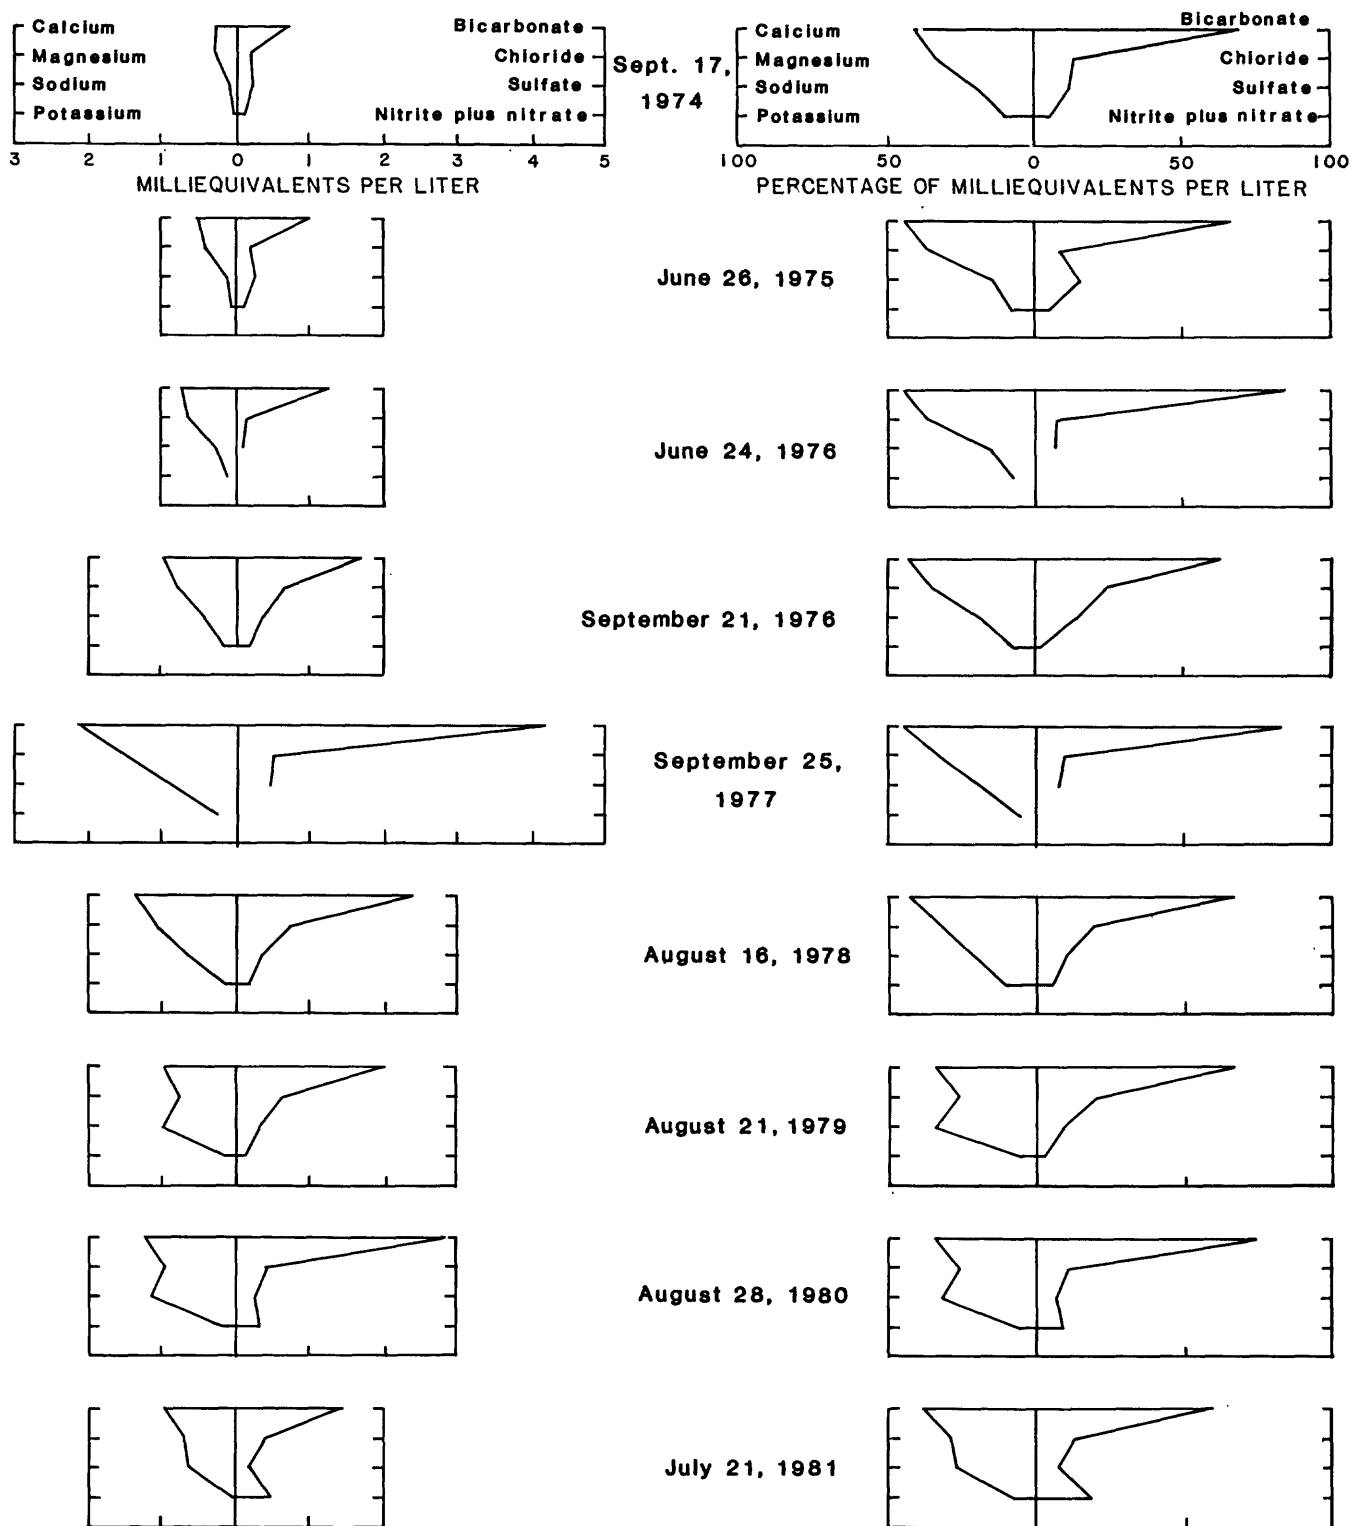 Calcium
Magnesium
Sodium
Potassium
Bicarbonate
Chloride
Sulfate
Nitrite plus nitrate
3 2 1 0 1 2 3 4 5
MILLIEQUIVALENTS PER LITER
Sept. 17,
1974
Bicarbonate
Calcium
Chloride
Magnesium
Sulfate
Sodium
Nitrite plus nitrate
Potassium
100 50 0 50 100
PERCENTAGE OF MILLIEQUIVALENTS PER LITER
June 26, 1975
June 24, 1976
September 21, 1976
September 25,
1977
August 16, 1978
August 21, 1979
August 28, 1980
July 21, 1981